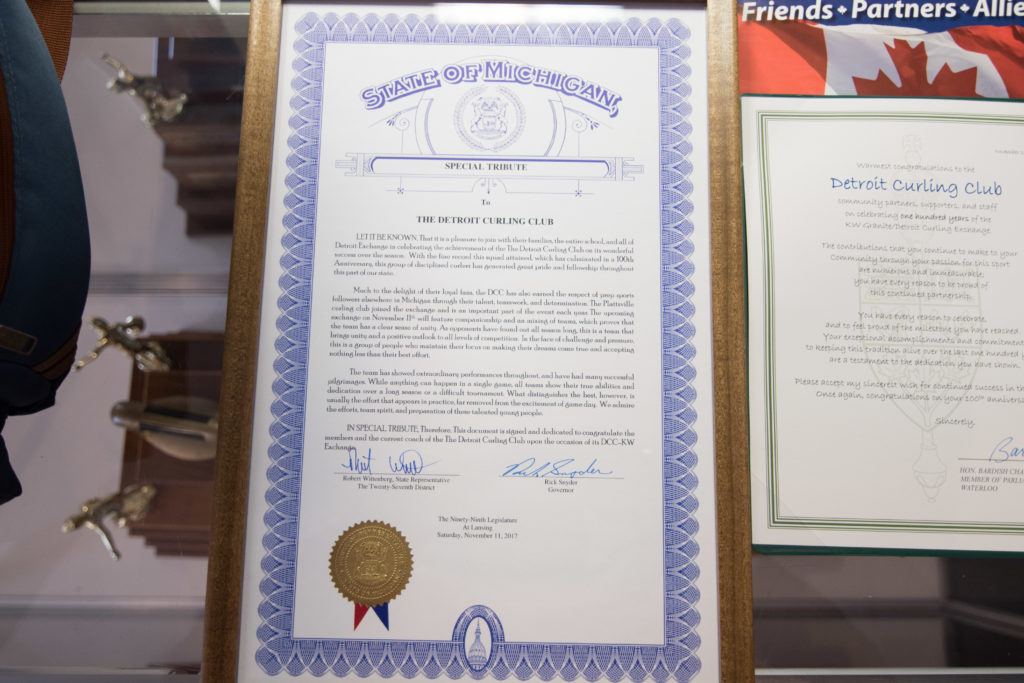 STATE OF MICHIGAN,
SPECIAL TRIBUTE
To
THE DETROIT CURLING CLUB
LET IT BE KNOWN, That it is a pleasure to join with their families, the entire school, and all of
Detroit Exchange in celebrating the achievements of the The Detroit Curling Club on its wonderful
success over the season. With the fine record this squad attained, which has culminated in a 100th
Anniversary, this group of disciplined curlers has generated great pride and fellowship throughout
this part of our state.
Much to the delight of their loyal fans, the DCC has also earned the respect of prep sports
followers elsewhere in Michigan through their talent, teamwork, and determination. The Plattsville
curling club joined the exchange and is an important part of the event each year. The upcoming
exchange on November 11th will feature companionship and an mixing of teams, which proves that
the team has a clear sense of unity. As opponents have found out all season long, this is a team that
brings unity and a positive outlook to all levels of competition. In the face of challenge and pressure,
this is a group of people who maintain their focus on making their dreams come true and accepting
nothing less than their best effort.
The team has showed extraordinary performances throughout, and have had many successful
pilgrimages. While anything can happen in a single game, all teams show their true abilities and
dedication over a long season or a difficult tournament. What distinguishes the best, however, is
usually the effort that appears in practice, far removed from the excitement of game day. We admire
the efforts, team spirit, and preparation of these talented young people.
IN SPECIAL TRIBUTE, Therefore, This document is signed and dedicated to congratulate the
members and the current coach of the The Detroit Curling Club upon the occasion of its DCC-KW
Exchange.
Robert Wittenberg, State Representative
The Twenty-Seventh District
Rick Snyder
Rick Snyder
Governor
The Ninety-Ninth Legislature
At Lansing
Saturday, November 11, 2017
Friends • Partners • Allie
Warmest congratulations to the
Detroit Curling Club
community partners, supporters, and staff
on celebrating one hundred years of the
KW Granite/Detroit Curling Exchange.
The contributions that you continue to make to your
Community through your passion for this sport
are numerous and immeasurable;
you have every reason to be proud of
this continued partnership.
You have every reason to celebrate,
and to feel proud of the milestone you have reached.
Your exceptional accomplishments and commitment
to keeping this tradition alive over the last one hundred y
are a testament to the dedication you have shown.
Please accept my sincerest wish for continued success in th
Once again, congratulations on your 100th annivers
Sincerely,
Bar
HON. BARDISH CHA
MEMBER OF PARLI
WATERLOO